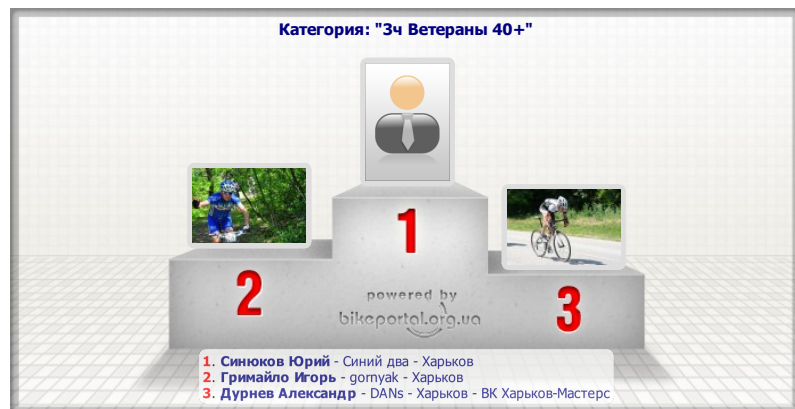 Категория: "3ч Ветераны 40+"
1
2
3
powered by
bikeportal.org.ua
1. Синюков Юрий - Синий два - Харьков
2. Гримайло Игорь - gornyak - Харьков
3. Дурнев Александр - DANs - Харьков - ВК Харьков-Мастерс